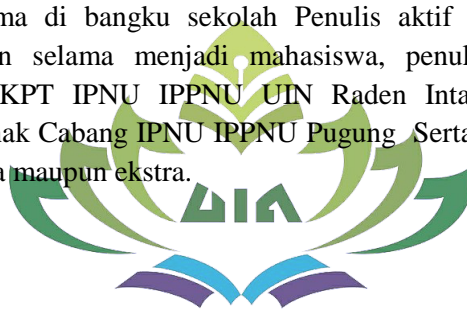 ma di bangku sekolah Penulis aktif
n selama menjadi mahasiswa, penul
KPT IPNU IPPNU UIN Raden Inta
nak Cabang IPNU IPPNU Pugung Serta
a maupun ekstra.
UIN